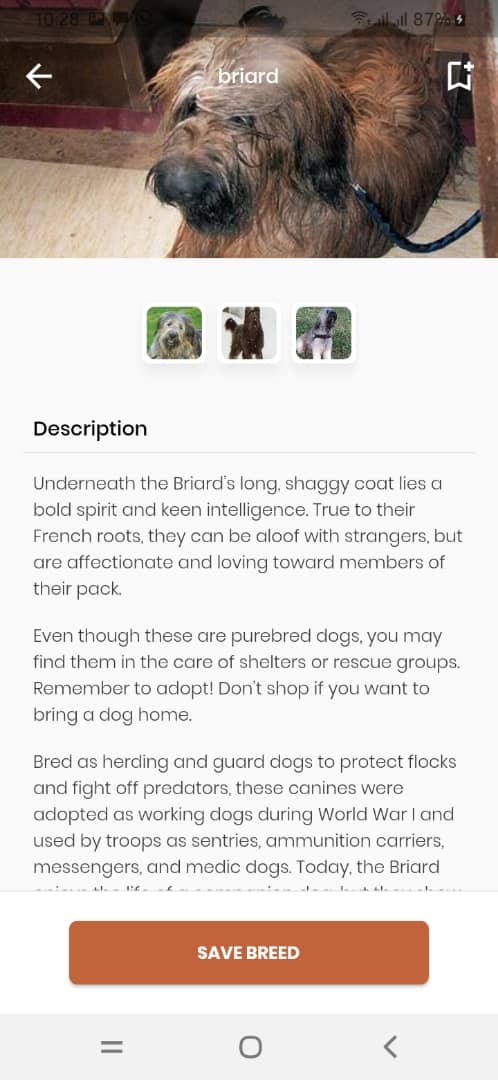 10:28 87%
briard
Description
Underneath the Briard's long, shaggy coat lies a
bold spirit and keen intelligence. True to their
French roots, they can be aloof with strangers, but
are affectionate and loving toward members of
their pack.
Even though these are purebred dogs, you may
find them in the care of shelters or rescue groups.
Remember to adopt! Don't shop if you want to
bring a dog home.
Bred as herding and guard dogs to protect flocks
and fight off predators, these canines were
adopted as working dogs during World War I and
used by troops as sentries, ammunition carriers,
messengers, and medic dogs. Today, the Briard
SAVE BREED